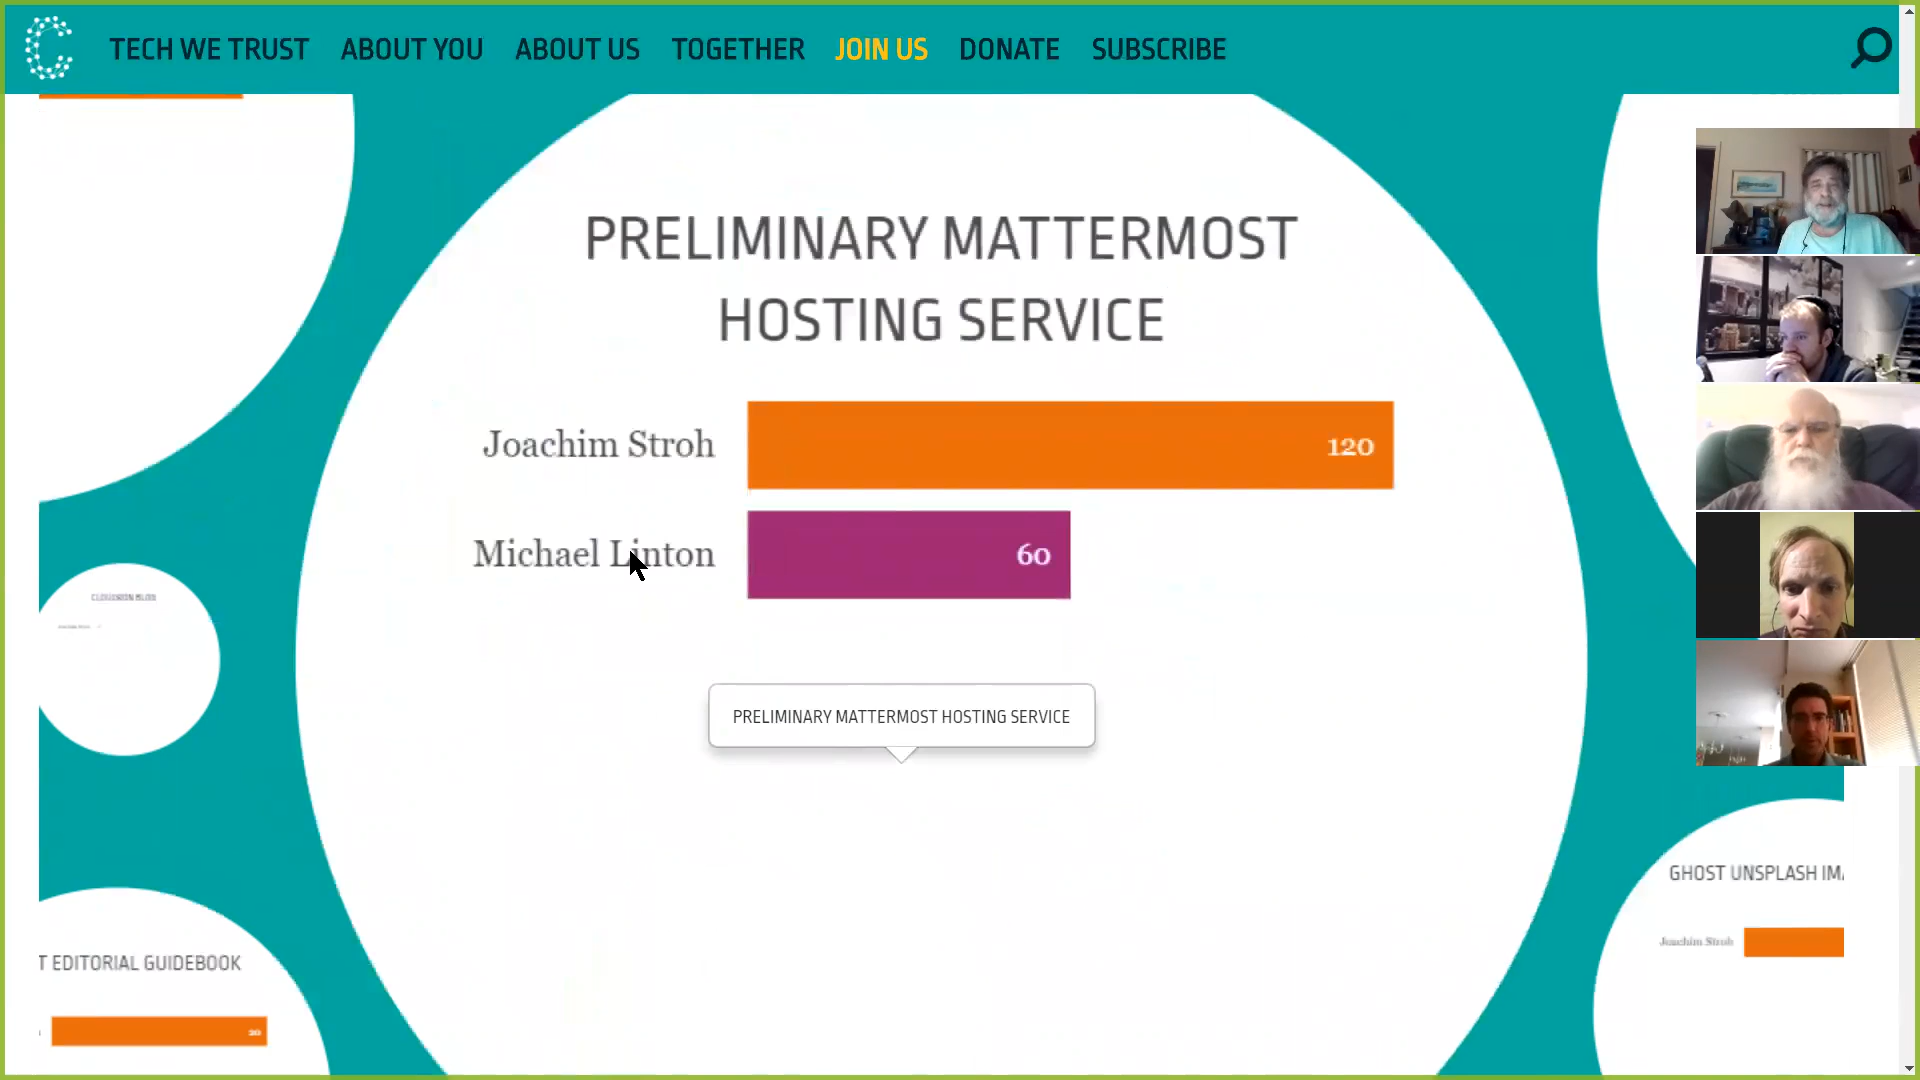 TECH WE TRUST ABOUT YOU ABOUT US TOGETHER JOIN US DONATE SUBSCRIBE
PRELIMINARY MATTERMOST
HOSTING SERVICE
Joachim Stroh 120
Michael Linton 60
PRELIMINARY MATTERMOST HOSTING SERVICE
T EDITORIAL GUIDEBOOK
20
GHOST UNSPLASH IM
Joachim Stroh